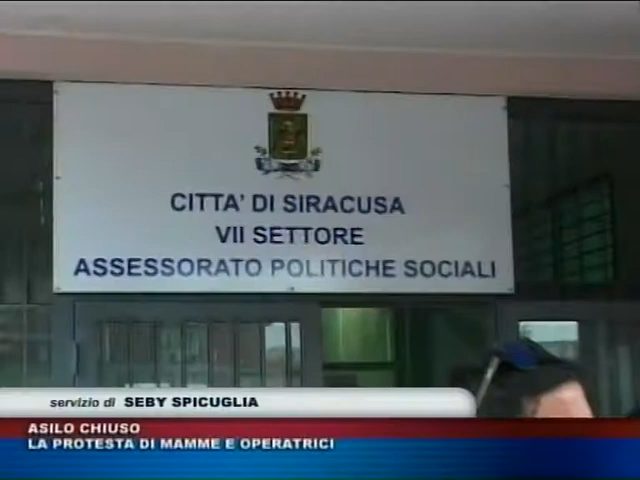 CITTA' DI SIRACUSA
VII SETTORE
ASSESSORATO POLITICHE SOCIALI
servizio di SEBY SPICUGLIA
ASILO CHIUSO
LA PROTESTA DI MAMME E OPERATRICI